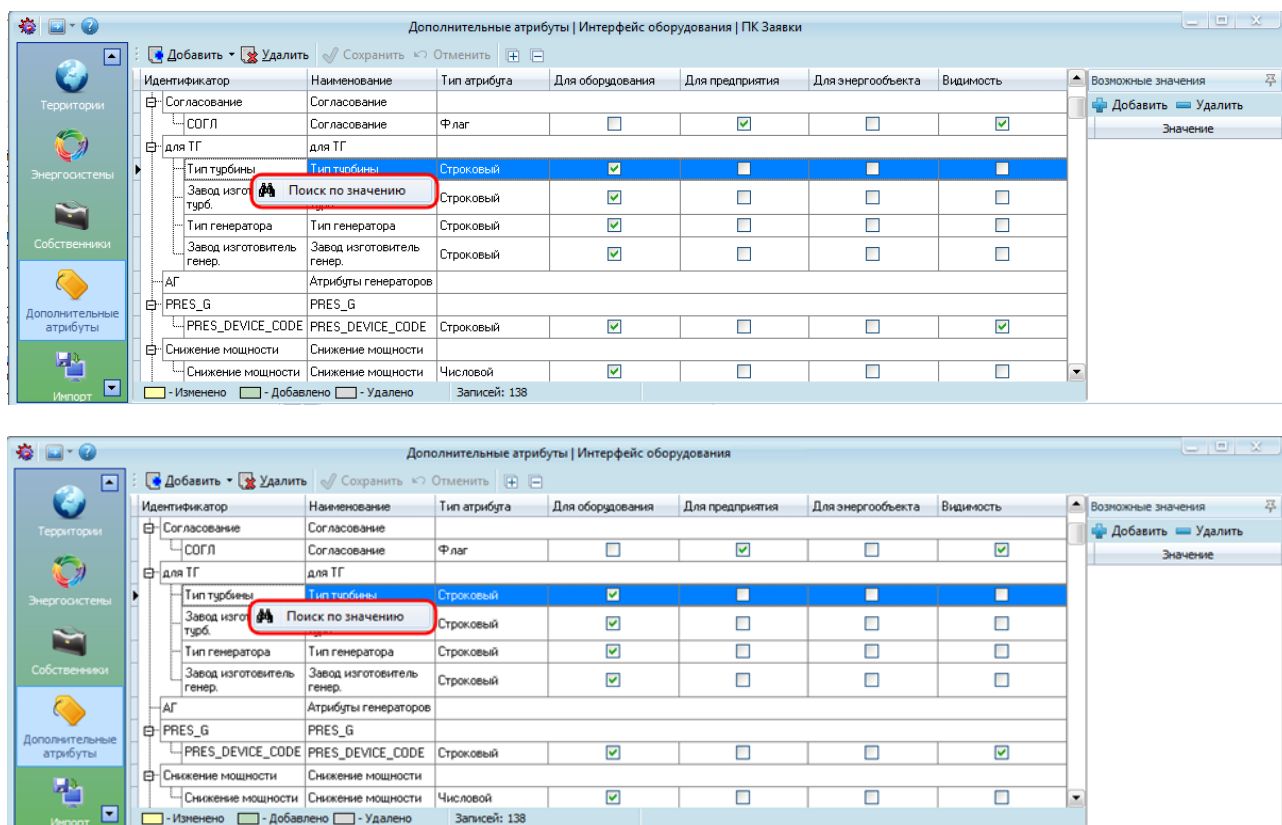 Дополнительные атрибуты | Интерфейс оборудования | ПК Заявки
Добавить Удалить Сохранить Отменить
Идентификатор Наименование Тип атрибута Для оборудования Для предприятия Для энергообъекта Видимость Возможные значения
Территории Согласование Согласование Добавить Удалить
СОГЛ Согласование Флаг Значение
для ТГ для ТГ
Энергосистемы Тип турбины Тип турбины Строковый
Поиск по значению
Завод изгот турб. Строковый
Тип генератора Тип генератора Строковый
Собственники Завод изготовитель генер. Завод изготовитель генер. Строковый
АГ Атрибуты генераторов
Дополнительные атрибуты PRES_G PRES_G
PRES_DEVICE_CODE PRES_DEVICE_CODE Строковый
Снижение мощности Снижение мощности
Снижение мощности Снижение мощности Числовой
Импорт - Изменено - Добавлено - Удалено Записей: 138
Дополнительные атрибуты | Интерфейс оборудования
Добавить Удалить Сохранить Отменить
Идентификатор Наименование Тип атрибута Для оборудования Для предприятия Для энергообъекта Видимость Возможные значения
Территории Согласование Согласование Добавить Удалить
СОГЛ Согласование Флаг Значение
для ТГ для ТГ
Энергосистемы Тип турбины Тип турбины Строковый
Поиск по значению
Завод изгот турб. Строковый
Тип генератора Тип генератора Строковый
Собственники Завод изготовитель генер. Завод изготовитель генер. Строковый
АГ Атрибуты генераторов
Дополнительные атрибуты PRES_G PRES_G
PRES_DEVICE_CODE PRES_DEVICE_CODE Строковый
Снижение мощности Снижение мощности
Снижение мощности Снижение мощности Числовой
Импорт - Изменено - Добавлено - Удалено Записей: 138